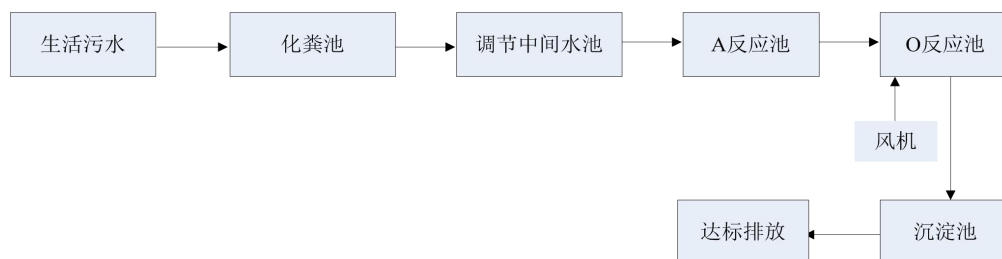 生活污水
化粪池
调节中间水池
A反应池
O反应池
风机
达标排放
沉淀池